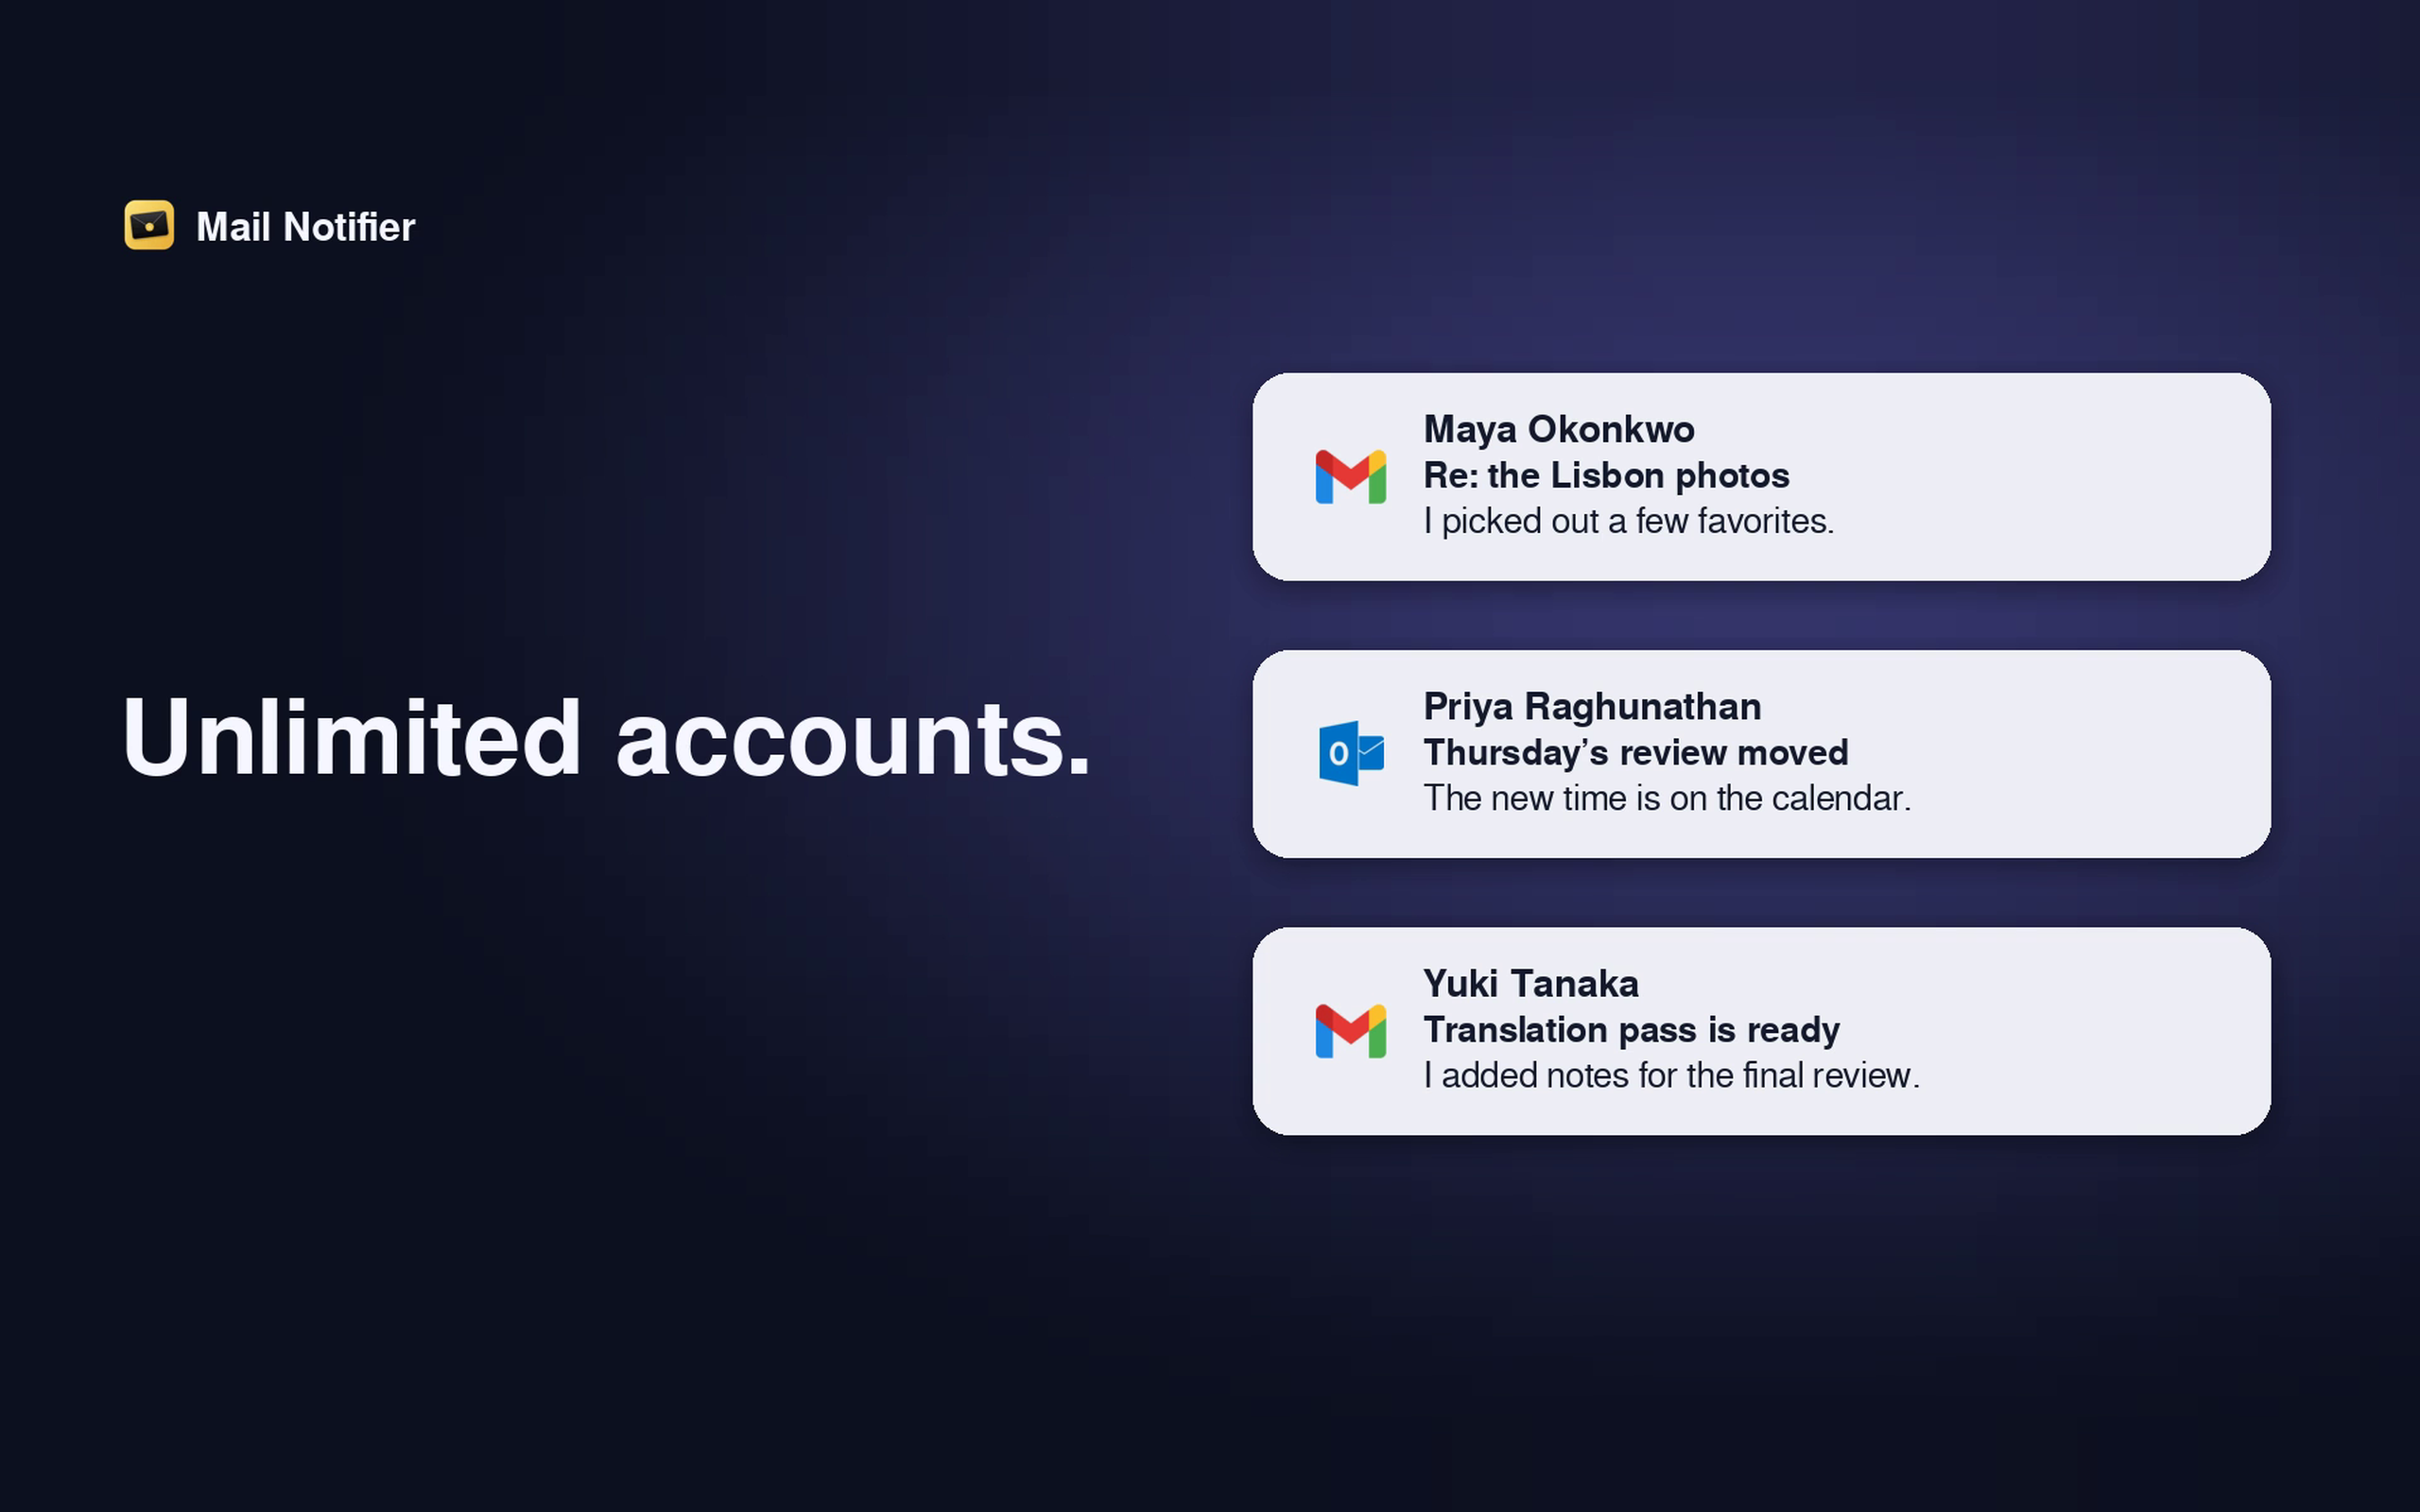 Mail Notifier
Unlimited accounts.
Maya Okonkwo
Re: the Lisbon photos
I picked out a few favorites.
Priya Raghunathan
Thursday’s review moved
The new time is on the calendar.
Yuki Tanaka
Translation pass is ready
I added notes for the final review.